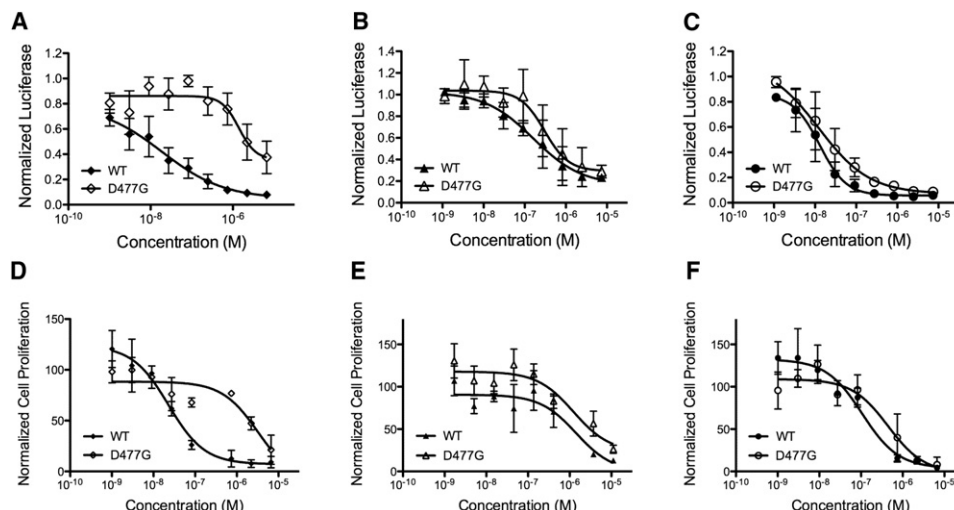 A
Normalized Luciferase
1.2
1.0
0.8
0.6
0.4
0.2
0.0
WT
D477G
10-10
10-8
10-6
Concentration (M)
B
Normalized Luciferase
1.4
1.2
1.0
0.8
0.6
0.4
0.2
0.0
WT
D477G
10-10
10-9
10-8
10-7
10-6
10-5
10-4
Concentration (M)
C
Normalized Luciferase
1.2
1.0
0.8
0.6
0.4
0.2
0.0
WT
D477G
10-10
10-9
10-8
10-7
10-6
10-5
Concentration (M)
D
Normalized Cell Proliferation
150
100
50
0
WT
D477G
10-10
10-9
10-8
10-7
10-6
10-5
Concentration (M)
E
Normalized Cell Proliferation
150
100
50
0
WT
D477G
10-9
10-8
10-7
10-6
10-5
Concentration (M)
F
Normalized Cell Proliferation
150
100
50
0
WT
D477G
10-10
10-9
10-8
10-7
10-6
10-5
Concentration (M)